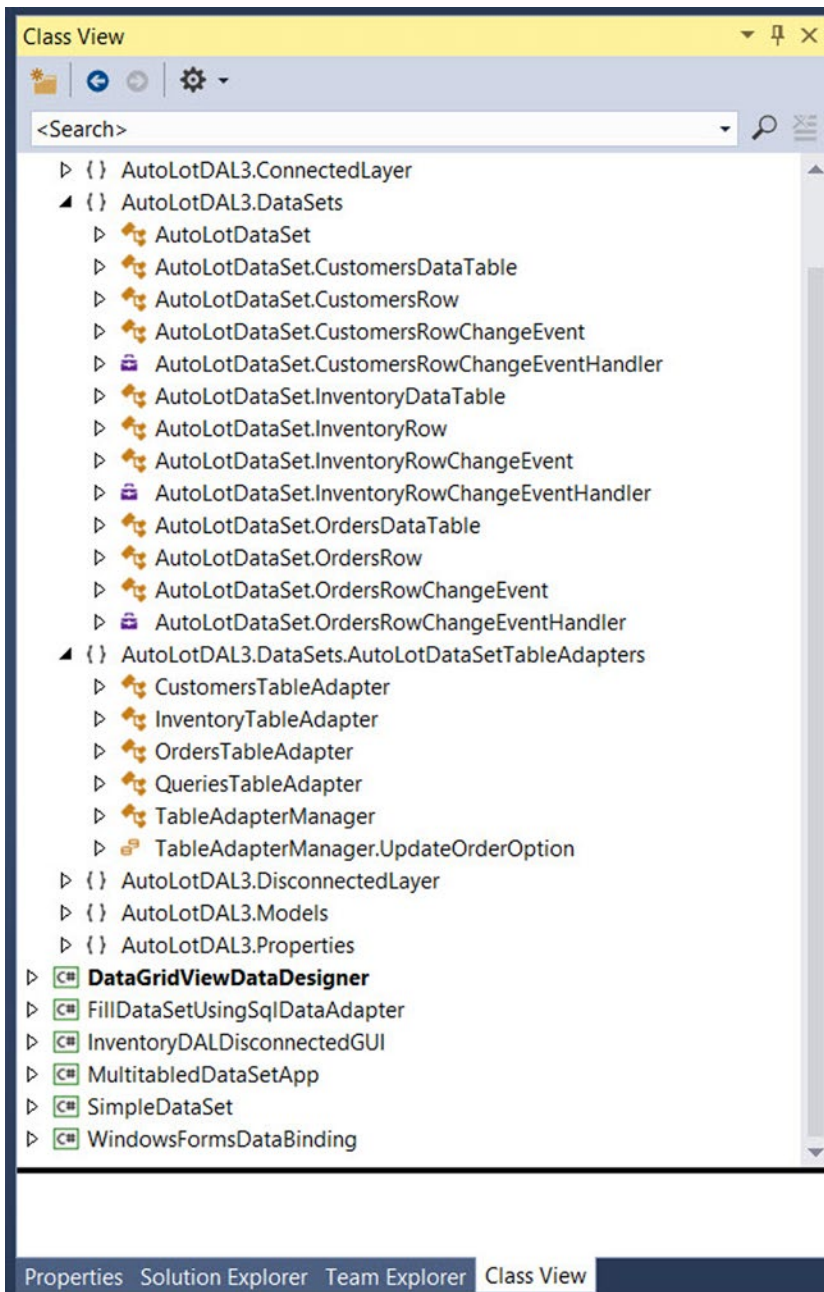 Class View
<Search>
{ } AutoLotDAL3.ConnectedLayer
{ } AutoLotDAL3.DataSets
AutoLotDataSet
AutoLotDataSet.CustomersDataTable
AutoLotDataSet.CustomersRow
AutoLotDataSet.CustomersRowChangeEvent
AutoLotDataSet.CustomersRowChangeEventHandler
AutoLotDataSet.InventoryDataTable
AutoLotDataSet.InventoryRow
AutoLotDataSet.InventoryRowChangeEvent
AutoLotDataSet.InventoryRowChangeEventHandler
AutoLotDataSet.OrdersDataTable
AutoLotDataSet.OrdersRow
AutoLotDataSet.OrdersRowChangeEvent
AutoLotDataSet.OrdersRowChangeEventHandler
{ } AutoLotDAL3.DataSets.AutoLotDataSetTableAdapters
CustomersTableAdapter
InventoryTableAdapter
OrdersTableAdapter
QueriesTableAdapter
TableAdapterManager
TableAdapterManager.UpdateOrderOption
{ } AutoLotDAL3.DisconnectedLayer
{ } AutoLotDAL3.Models
{ } AutoLotDAL3.Properties
C# DataGridViewDataDesigner
C# FillDataSetUsingSqlDataAdapter
C# InventoryDALDisconnectedGUI
C# MultitabledDataSetApp
C# SimpleDataSet
C# WindowsFormsDataBinding
Properties Solution Explorer Team Explorer Class View